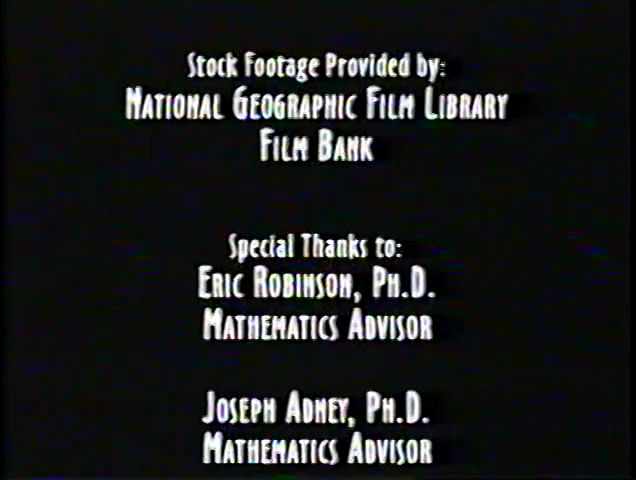 Stock Footage Provided by:
National Geographic Film Library
Film Bank
Special Thanks to:
Eric Robinson, Ph.D.
Mathematics Advisor
Joseph Adney, Ph.D.
Mathematics Advisor